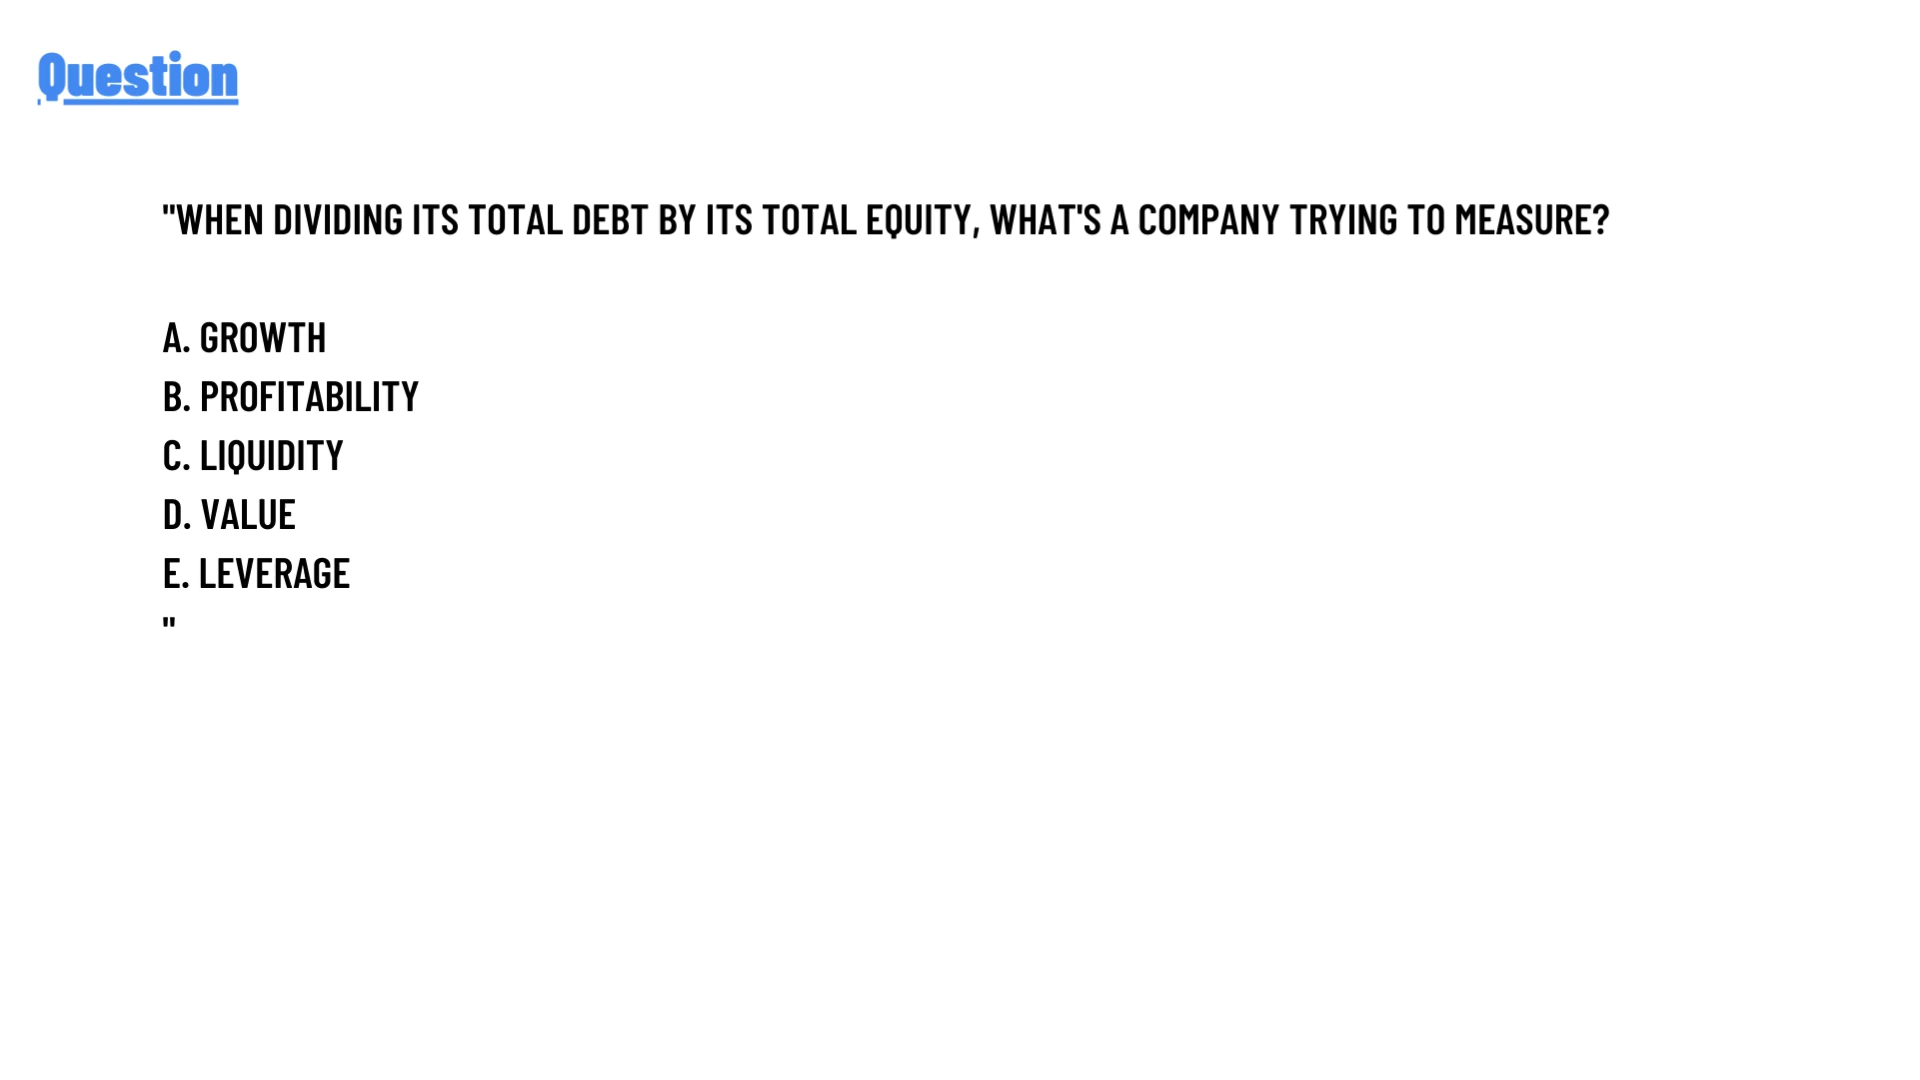 Question
"WHEN DIVIDING ITS TOTAL DEBT BY ITS TOTAL EQUITY, WHAT'S A COMPANY TRYING TO MEASURE?
A. GROWTH
B. PROFITABILITY
C. LIQUIDITY
D. VALUE
E. LEVERAGE
"